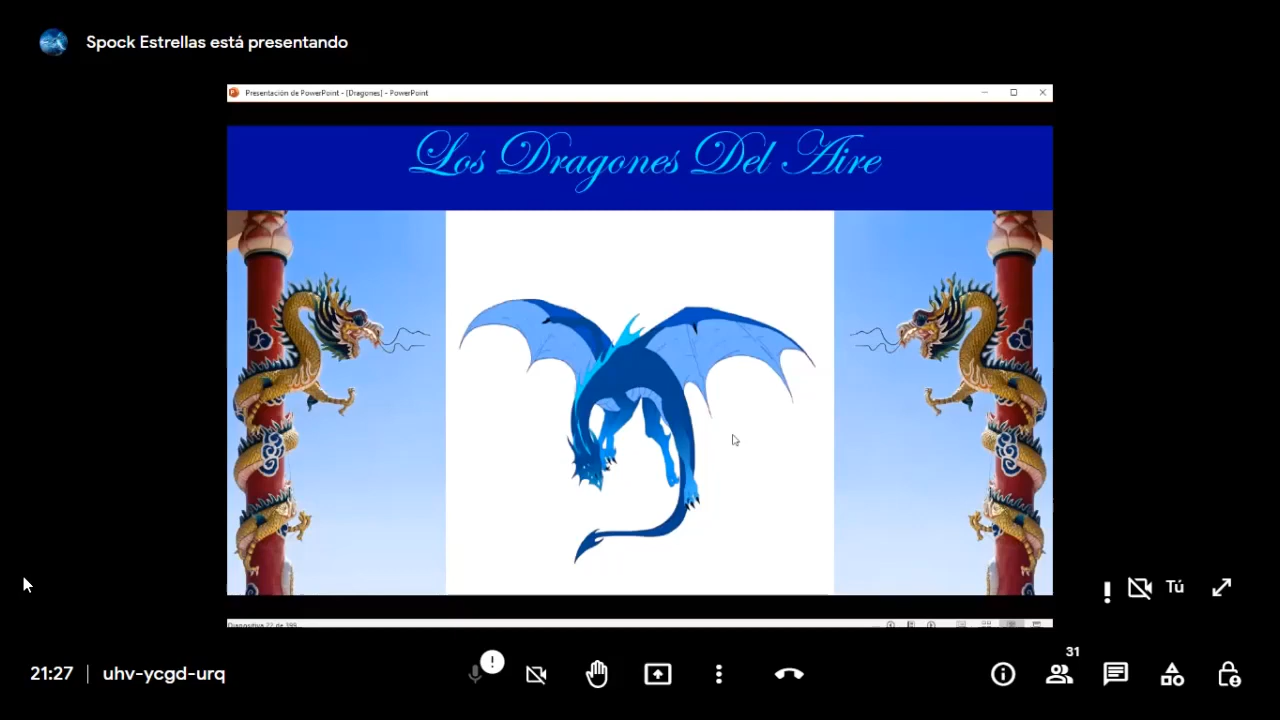 Spock Estrellas está presentando
Presentación de PowerPoint - [Dragones] - PowerPoint
Los Dragones Del Aire
Tú
31
21:27 | uhv-ycgd-urq